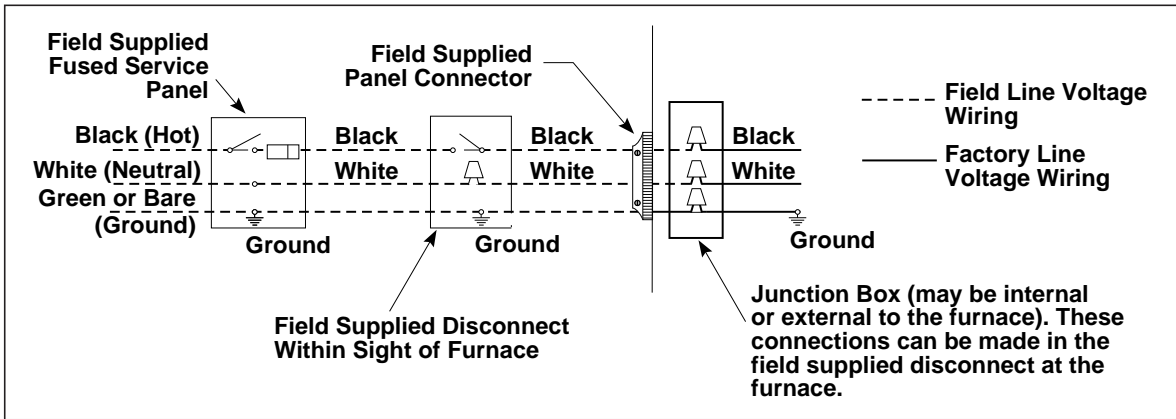 Field Supplied
Fused Service
Panel
Field Supplied
Panel Connector
Field Line Voltage
Wiring
Factory Line
Voltage Wiring
Black (Hot)
Black
Black
Black
White (Neutral)
White
White
White
Green or Bare
(Ground)
Ground
Ground
Ground
Field Supplied Disconnect
Within Sight of Furnace
Junction Box (may be internal
or external to the furnace). These
connections can be made in the
field supplied disconnect at the
furnace.